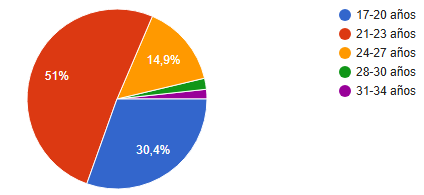 51%
14,9%
30,4%
17-20 años
21-23 años
24-27 años
28-30 años
31-34 años